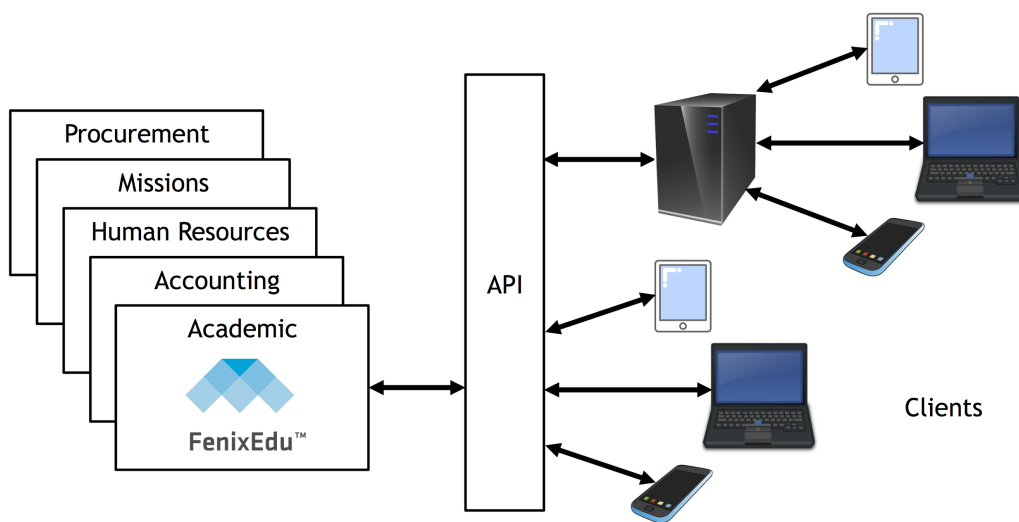 Procurement
Missions
Human Resources
Accounting
Academic
FenixEdu™
API
Clients